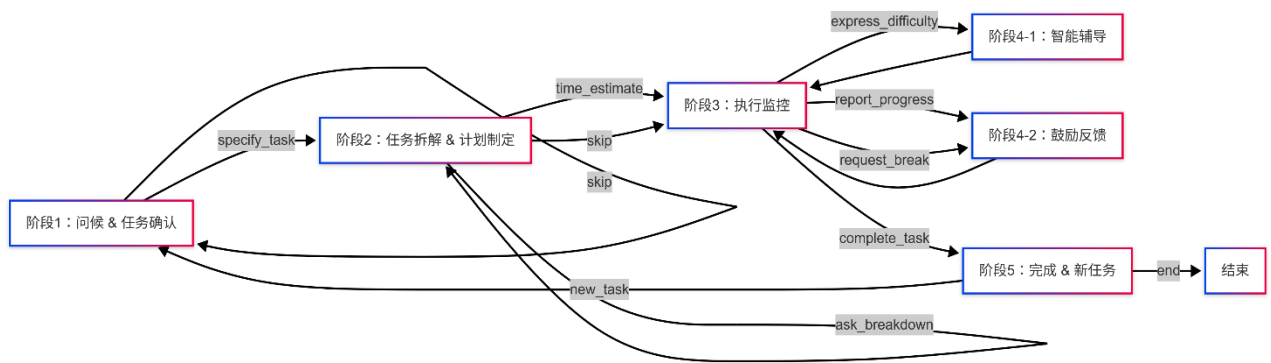 express_difficulty
阶段4-1：智能辅导
time_estimate
阶段3：执行监控
report_progress
specify_task
阶段2：任务拆解 & 计划制定
skip
阶段4-2：鼓励反馈
request_break
skip
阶段1：问候 & 任务确认
complete_task
阶段5：完成 & 新任务
end
结束
new_task
ask_breakdown